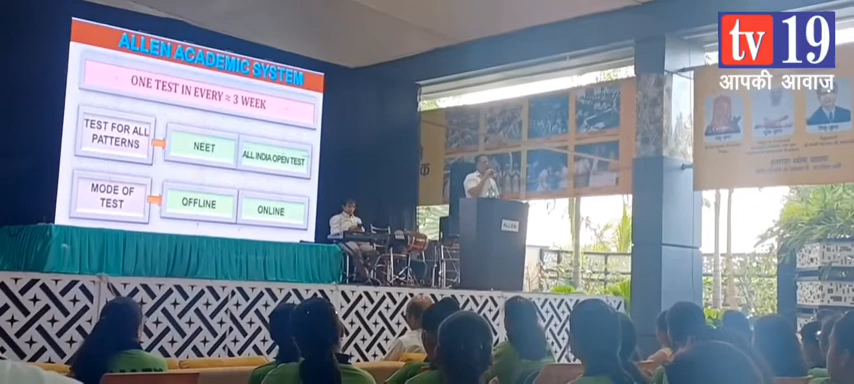 ALLEN ACADEMIC SYSTEM
ONE TEST IN EVERY ≈ 3 WEEK
TEST FOR ALL
PATTERNS
NEET
ALL INDIA OPEN TEST
MODE OF
TEST
OFFLINE
ONLINE
ALLEN
tv 19
आपकी आवाज़